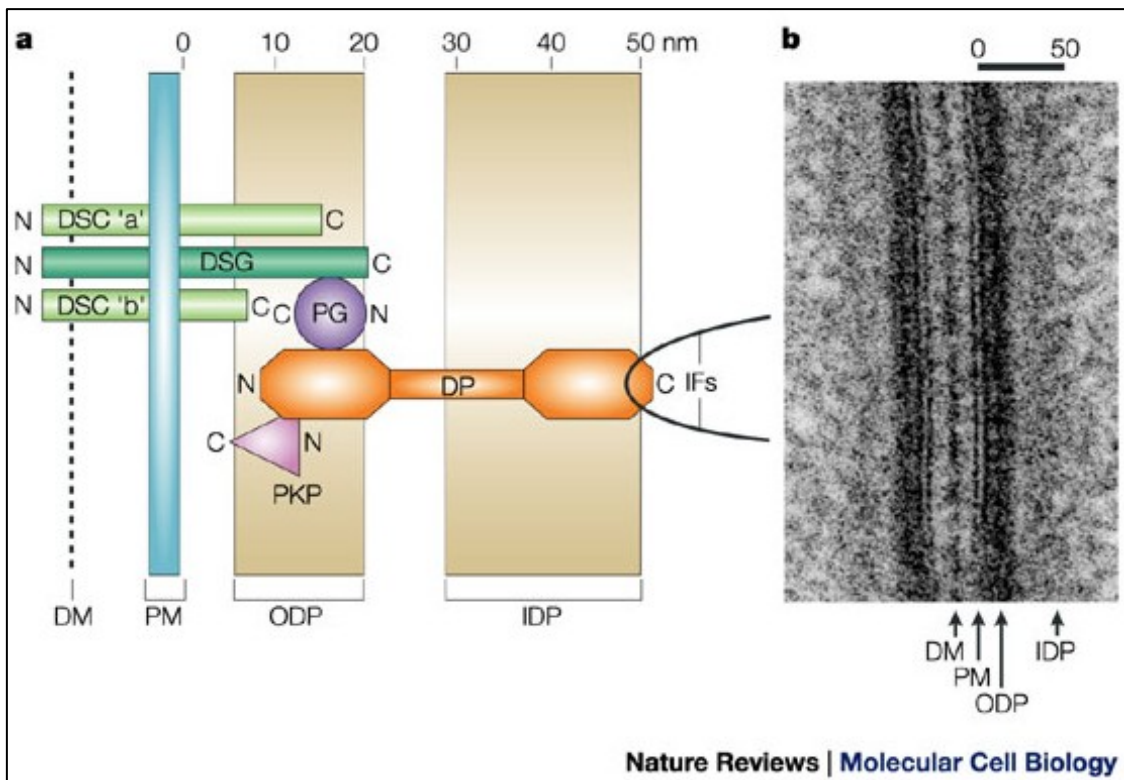 a
0 10 20 30 40 50 nm
N DSC 'a' C
N DSG C
N DSC 'b' C
C PG N
N DP C IFs
C N
PKP
DM PM ODP IDP
b
0 50
DM IDP
PM
ODP
Nature Reviews | Molecular Cell Biology